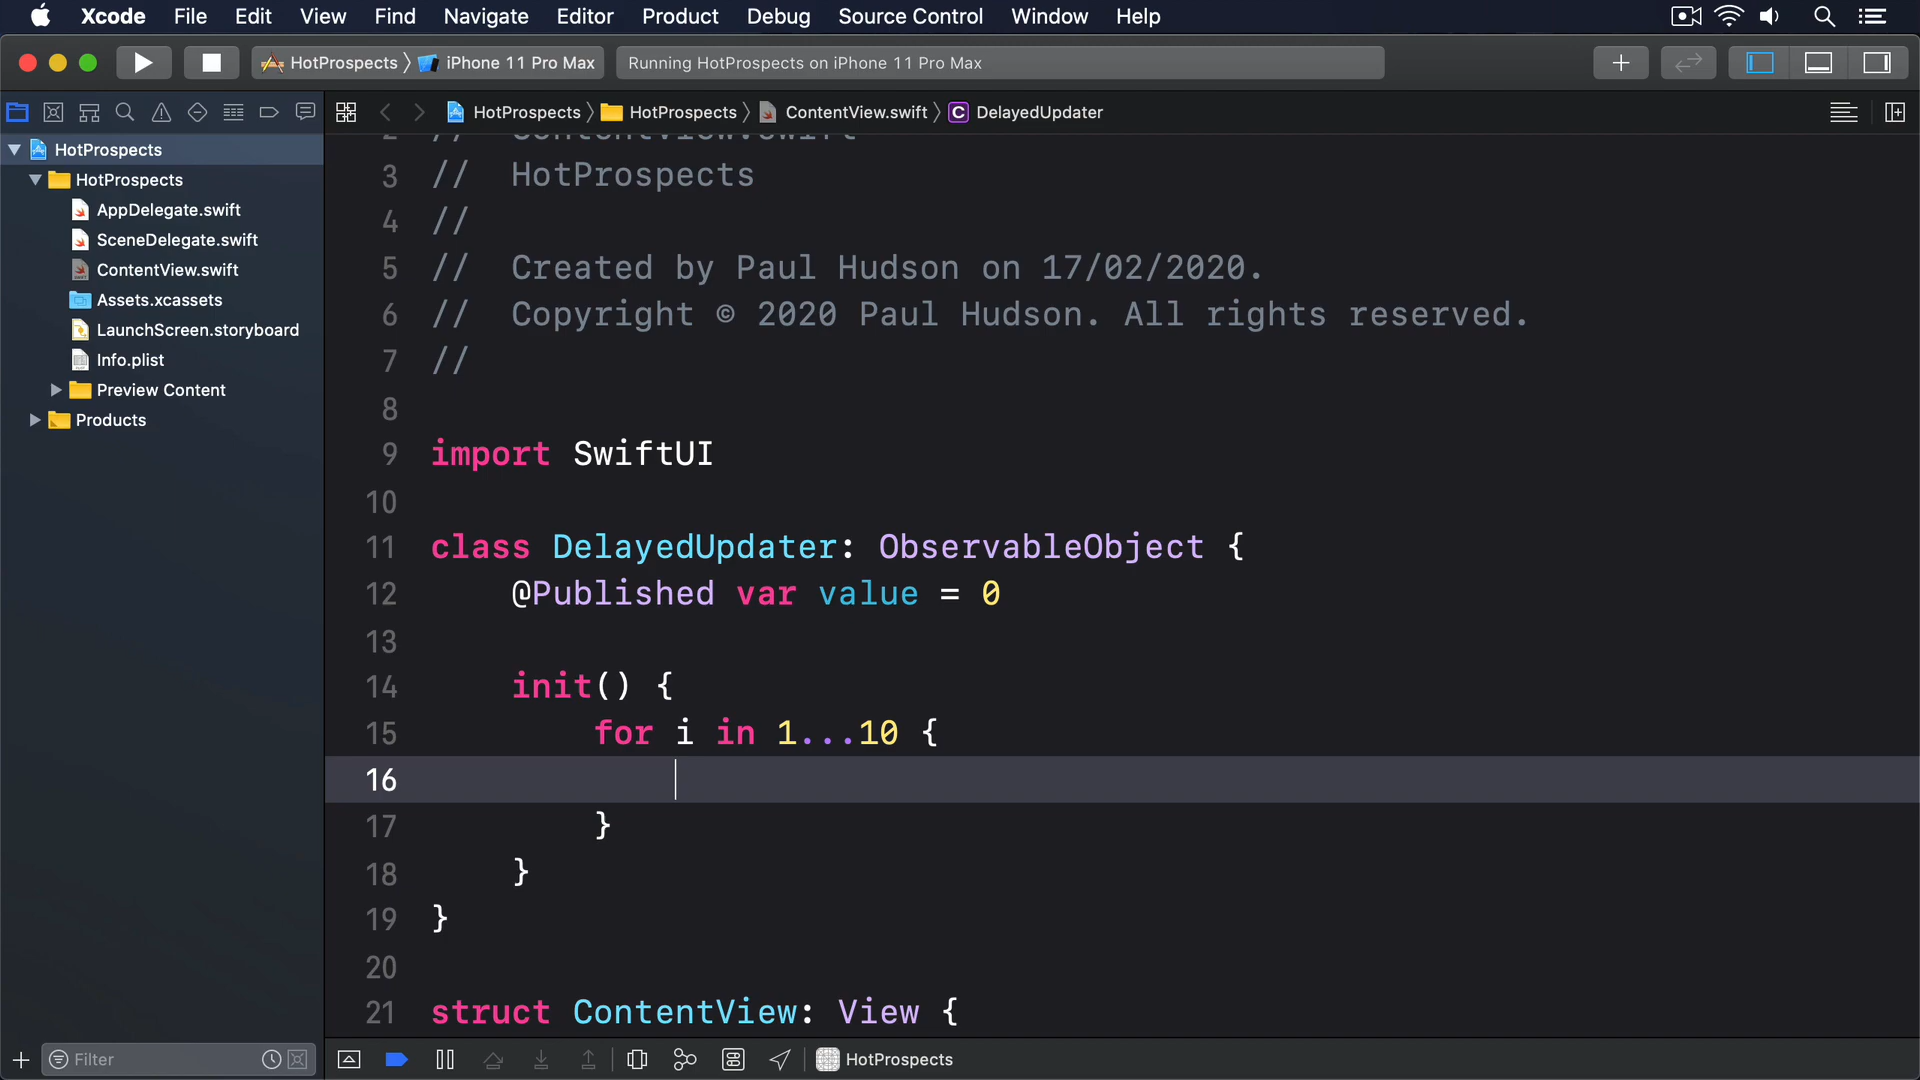 Xcode File Edit View Find Navigate Editor Product Debug Source Control Window Help
HotProspects iPhone 11 Pro Max Running HotProspects on iPhone 11 Pro Max
HotProspects HotProspects ContentView.swift C DelayedUpdater
HotProspects
HotProspects
AppDelegate.swift
SceneDelegate.swift
ContentView.swift
Assets.xcassets
LaunchScreen.storyboard
Info.plist
Preview Content
Products
2 // ContentView.swift
3 // HotProspects
4 //
5 // Created by Paul Hudson on 17/02/2020.
6 // Copyright © 2020 Paul Hudson. All rights reserved.
7 //
8
9 import SwiftUI
10
11 class DelayedUpdater: ObservableObject {
12 @Published var value = 0
13
14 init() {
15 for i in 1...10 {
16
17 }
18 }
19 }
20
21 struct ContentView: View {
Filter
HotProspects